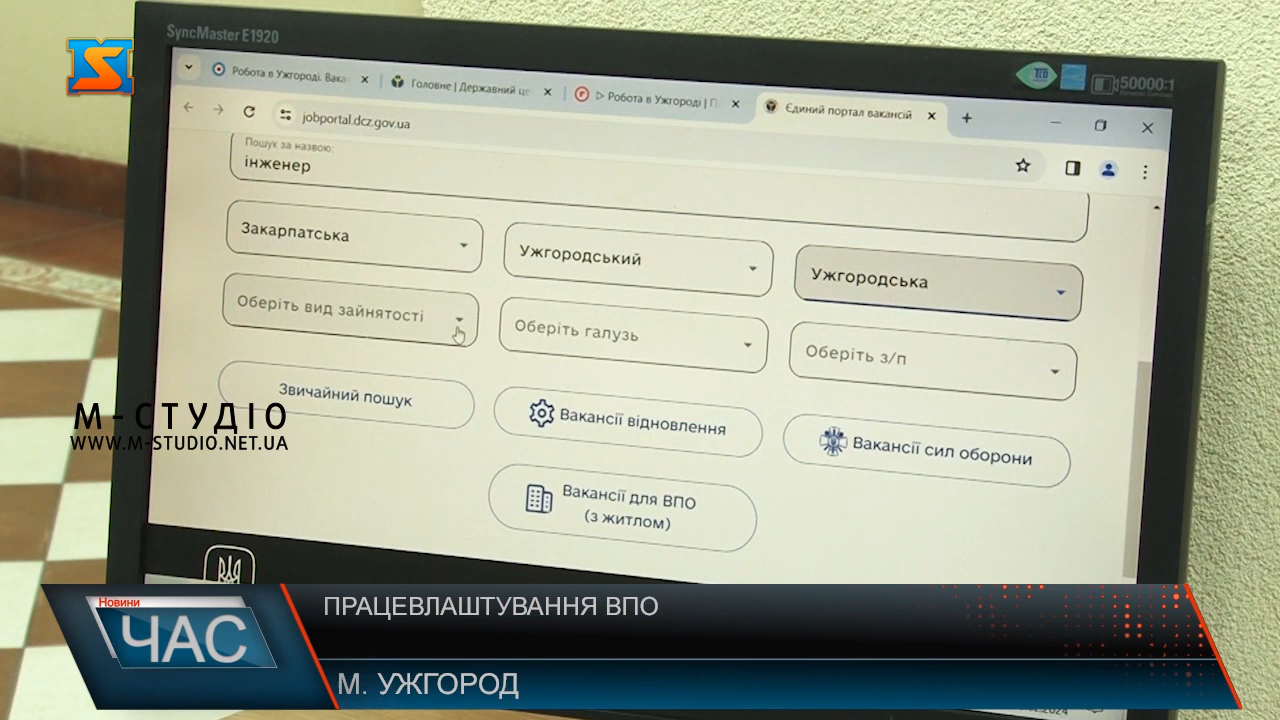 SyncMaster E1920
50000:1
Робота в Ужгороді. Вака
Головне | Державний це
Робота в Ужгороді | П
Єдиний портал вакансій
jobportal.dcz.gov.ua
Пошук за назвою:
інженер
Закарпатська
Ужгородський
Ужгородська
Оберіть вид зайнятості
Оберіть галузь
Оберіть з/п
Звичайний пошук
Вакансії відновлення
Вакансії сил оборони
Вакансії для ВПО
(з житлом)
М-СТУДІО
WWW.M-STUDIO.NET.UA
Новини
ЧАС
ПРАЦЕВЛАШТУВАННЯ ВПО
М. УЖГОРОД